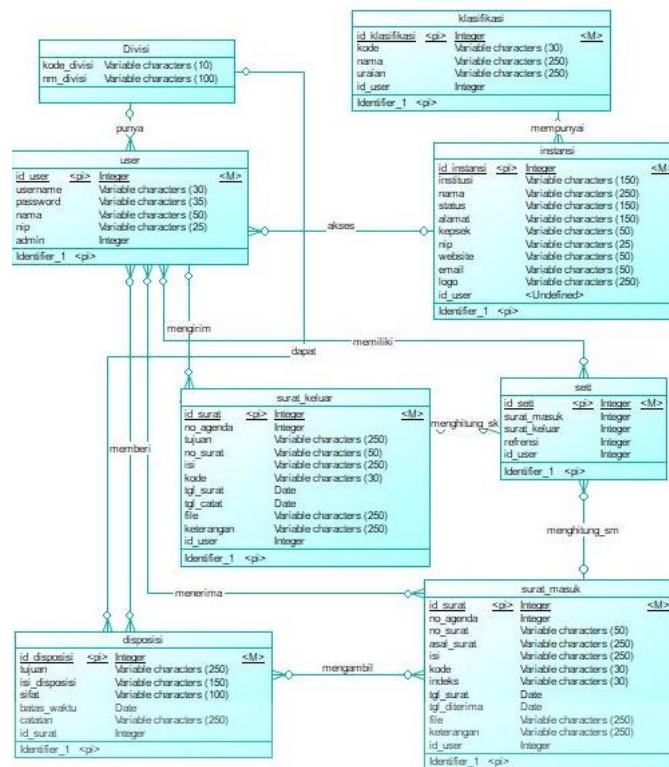 Divisi
kode_divisi Variable characters (10)
nm_divisi Variable characters (100)
klasifikasi
id_klasifikasi <pi> Integer <M>
kode Variable characters (30)
nama Variable characters (250)
uraian Variable characters (250)
id_user Integer
Identifier_1 <pi>
punya
mempunyai
user
id_user <pi> Integer <M>
username Variable characters (30)
password Variable characters (35)
nama Variable characters (50)
nip Variable characters (25)
admin Integer
Identifier_1 <pi>
akses
instansi
id_instansi <pi> Integer <M>
institusi Variable characters (150)
nama Variable characters (250)
status Variable characters (150)
alamat Variable characters (150)
kepsek Variable characters (50)
nip Variable characters (25)
website Variable characters (50)
email Variable characters (50)
logo Variable characters (250)
id_user <Undefined>
Identifier_1 <pi>
mengirim
memiliki
dapat
surat_keluar
id_surat <pi> Integer <M>
no_agenda Integer
tujuan Variable characters (250)
no_surat Variable characters (50)
isi Variable characters (250)
kode Variable characters (30)
tgl_surat Date
tgl_catat Date
file Variable characters (250)
keterangan Variable characters (250)
id_user Integer
Identifier_1 <pi>
menghitung_sk
sett
id_sett <pi> Integer <M>
surat_masuk Integer
surat_keluar Integer
refrensi Integer
id_user Integer
Identifier_1 <pi>
memberi
menghitung_sm
menerima
disposisi
id_disposisi <pi> Integer <M>
tujuan Variable characters (250)
isi_disposisi Variable characters (150)
sifat Variable characters (100)
batas_waktu Date
catatan Variable characters (250)
id_surat Integer
Identifier_1 <pi>
mengambil
surat_masuk
id_surat <pi> Integer <M>
no_agenda Integer
no_surat Variable characters (50)
asal_surat Variable characters (250)
isi Variable characters (250)
kode Variable characters (30)
indeks Variable characters (30)
tgl_surat Date
tgl_diterima Date
file Variable characters (250)
keterangan Variable characters (250)
id_user Integer
Identifier_1 <pi>